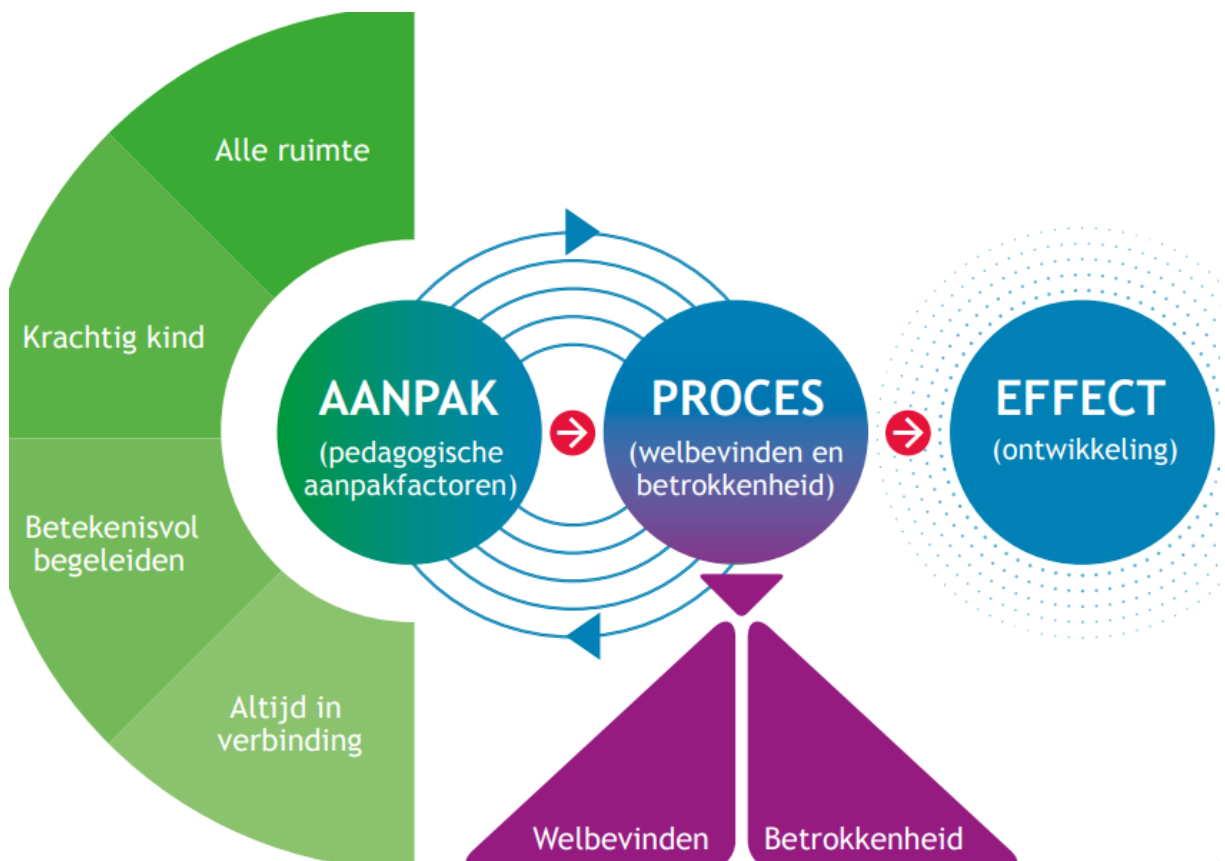 Alle ruimte
Krachtig kind
Betekenisvol
begeleiden
Altijd in
verbinding
AANPAK
(pedagogische
aanpakfactoren)
PROCES
(welbevinden en
betrokkenheid)
EFFECT
(ontwikkeling)
Welbevinden
Betrokkenheid